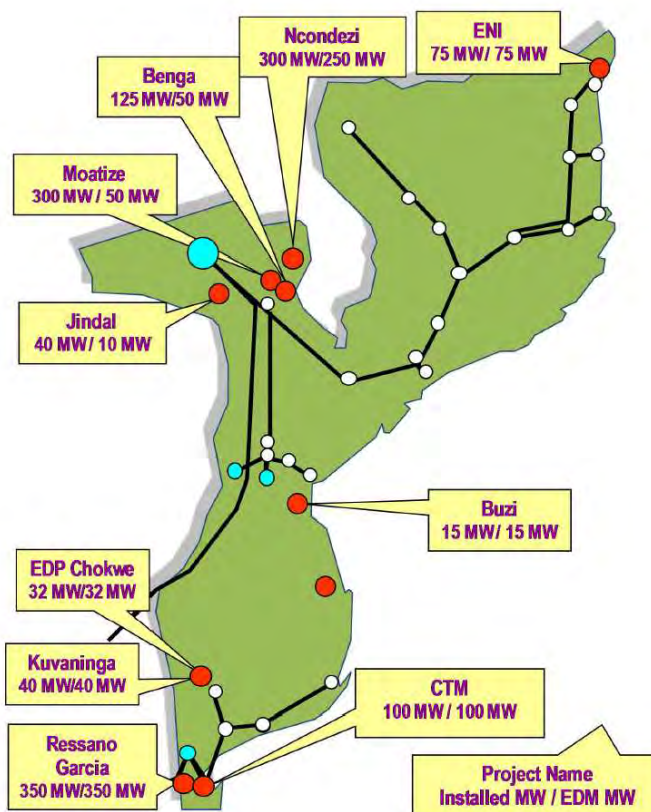 Ncondezi
300 MW/250 MW
ENI
75 MW/ 75 MW
Benga
125 MW/50 MW
Moatize
300 MW / 50 MW
Jindal
40 MW/ 10 MW
Buzi
15 MW/ 15 MW
EDP Chokwe
32 MW/32 MW
Kuvaninga
40 MW/40 MW
CTM
100 MW / 100 MW
Ressano
Garcia
350 MW/350 MW
Project Name
Installed MW / EDM MW